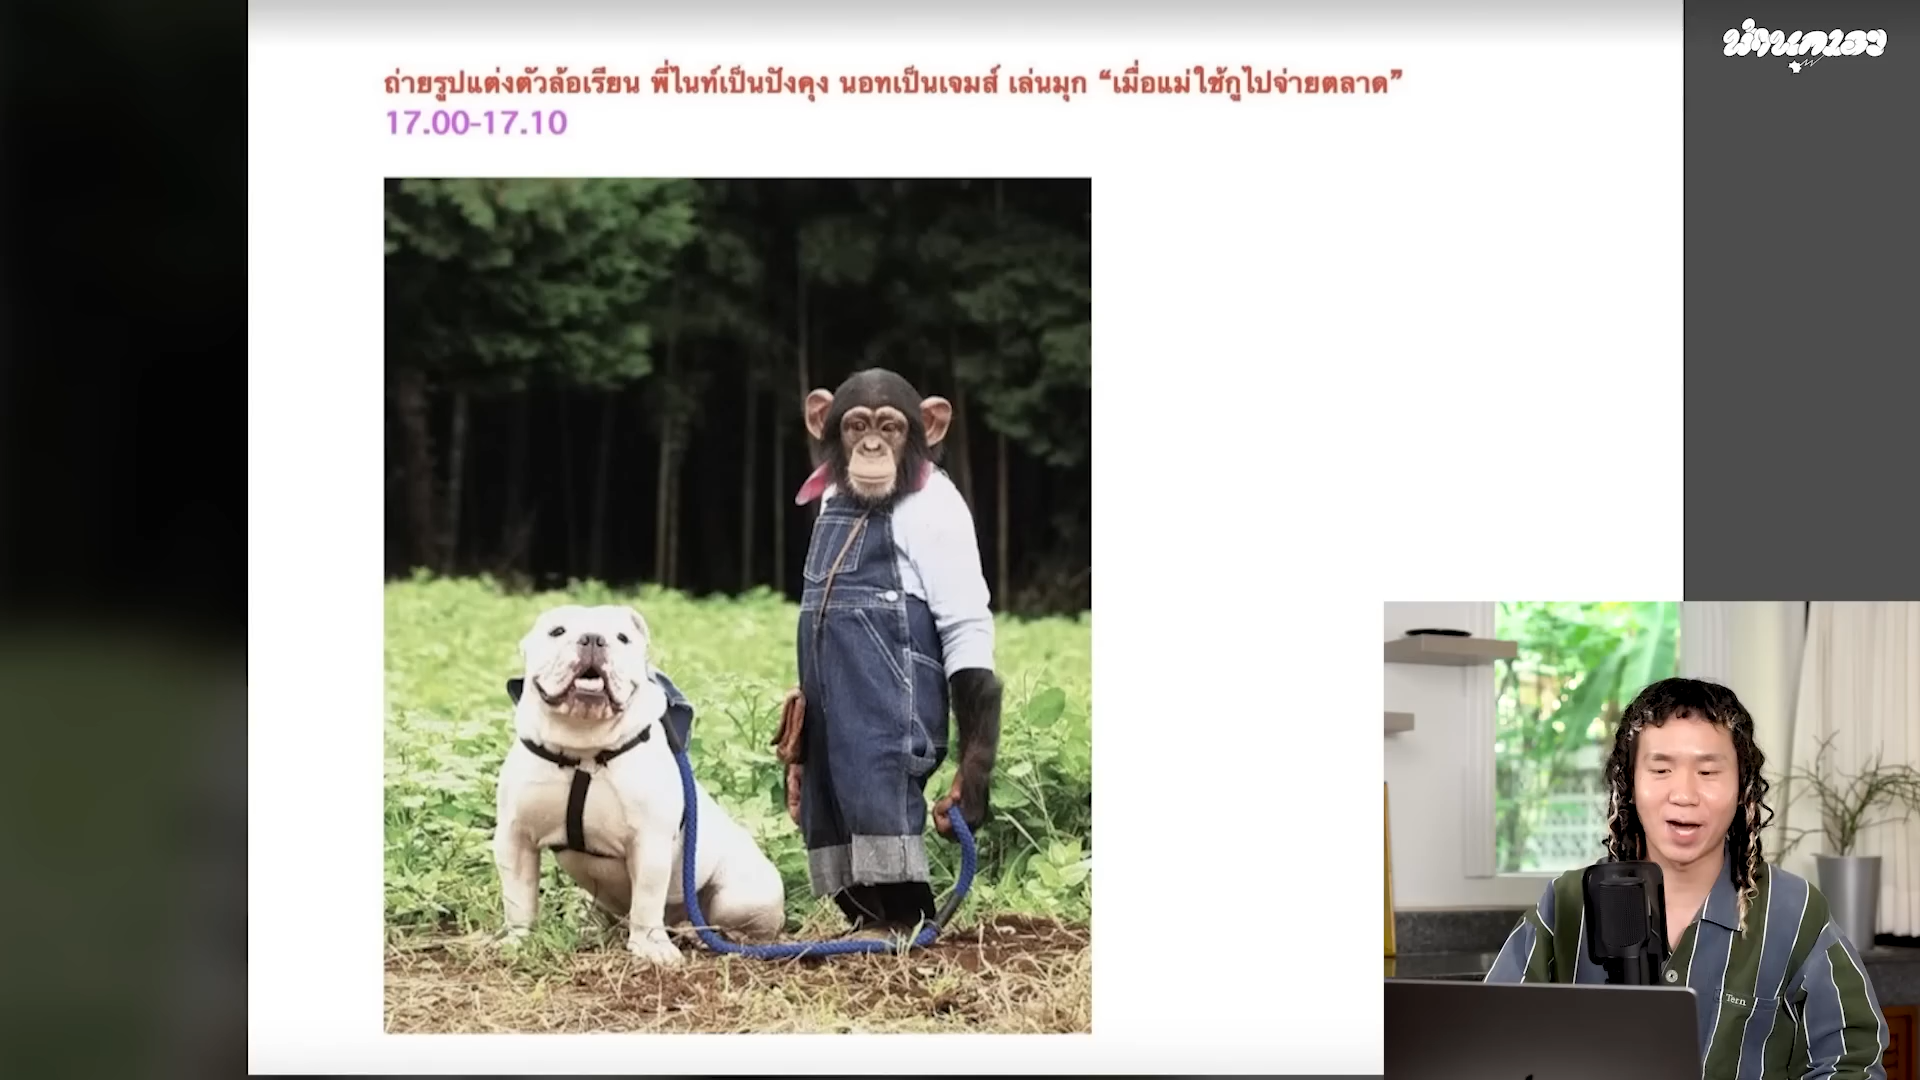 ถ่ายรูปแต่งตัวล้อเรียน พี่ไนท์เป็นปังคุง นอทเป็นเจมส์ เล่นมุก “เมื่อแม่ใช้กูไปจ่ายตลาด”
17.00-17.10
Tern